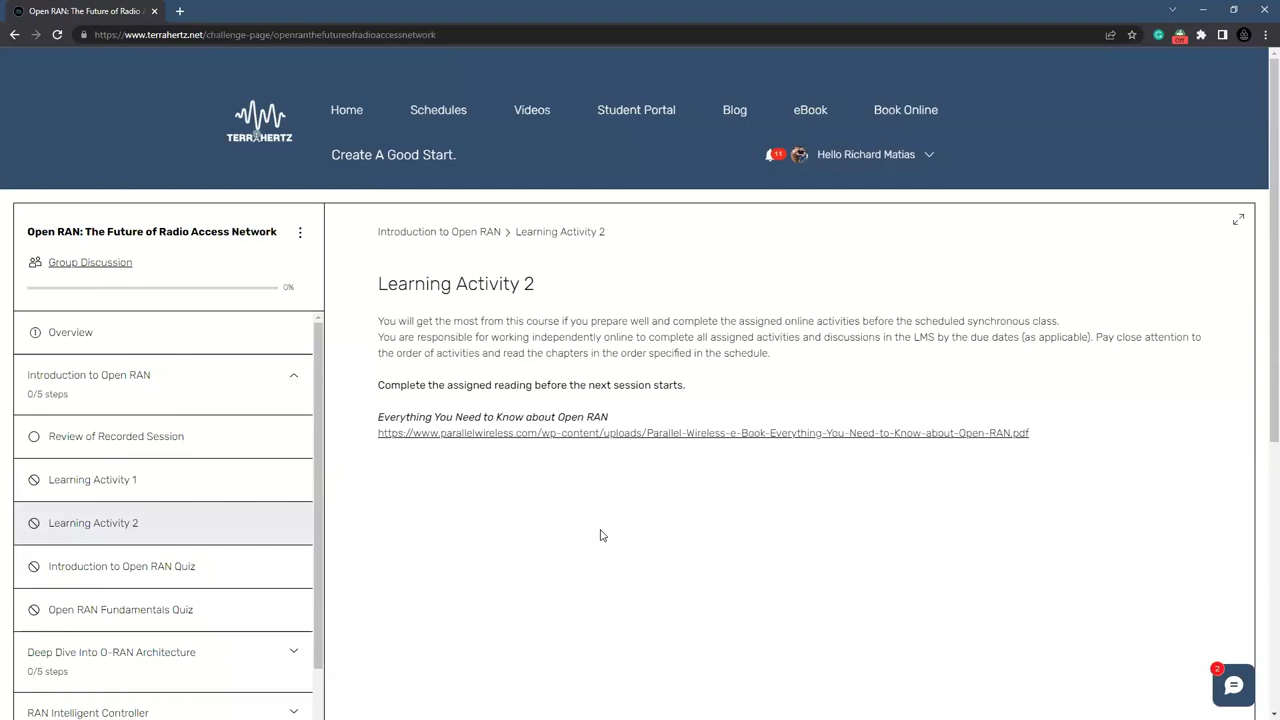 Open RAN: The Future of Radio A
https://www.terrahertz.net/challenge-page/openranthefutureofradioaccessnetwork
Off
TERRAHERTZ
Home
Schedules
Videos
Student Portal
Blog
eBook
Book Online
Create A Good Start.
11
Hello Richard Matias
Open RAN: The Future of Radio Access Network
Group Discussion
0%
Overview
Introduction to Open RAN
0/5 steps
Review of Recorded Session
Learning Activity 1
Learning Activity 2
Introduction to Open RAN Quiz
Open RAN Fundamentals Quiz
Deep Dive Into O-RAN Architecture
0/5 steps
RAN Intelligent Controller
Introduction to Open RAN > Learning Activity 2
Learning Activity 2
You will get the most from this course if you prepare well and complete the assigned online activities before the scheduled synchronous class.
You are responsible for working independently online to complete all assigned activities and discussions in the LMS by the due dates (as applicable). Pay close attention to
the order of activities and read the chapters in the order specified in the schedule.
Complete the assigned reading before the next session starts.
Everything You Need to Know about Open RAN
https://www.parallelwireless.com/wp-content/uploads/Parallel-Wireless-e-Book-Everything-You-Need-to-Know-about-Open-RAN.pdf
2